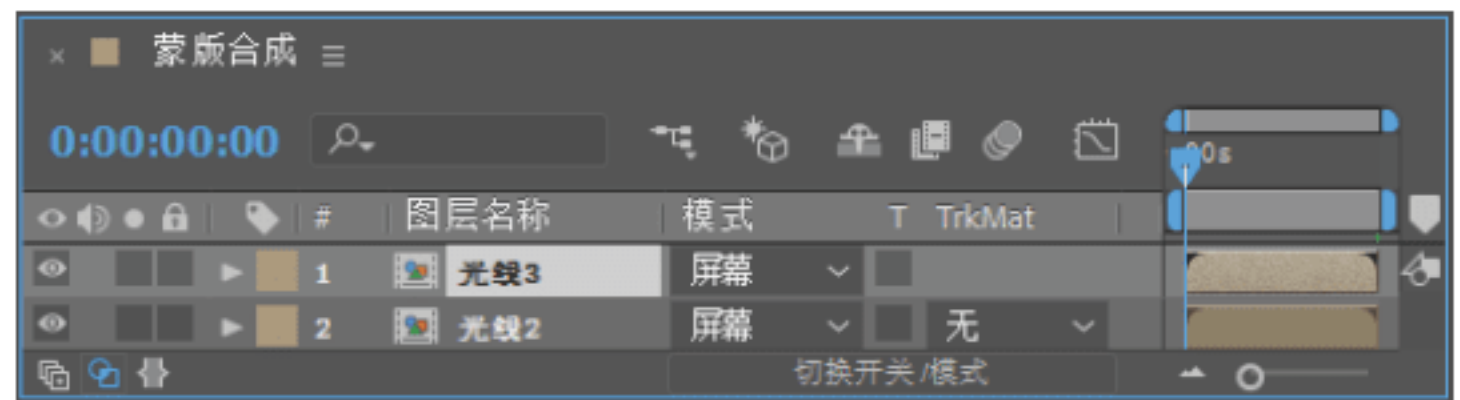 × 蒙版合成
0:00:00:00 00s
# 图层名称 模式 T TrkMat
1 光线3 屏幕
2 光线2 屏幕 无
切换开关/模式